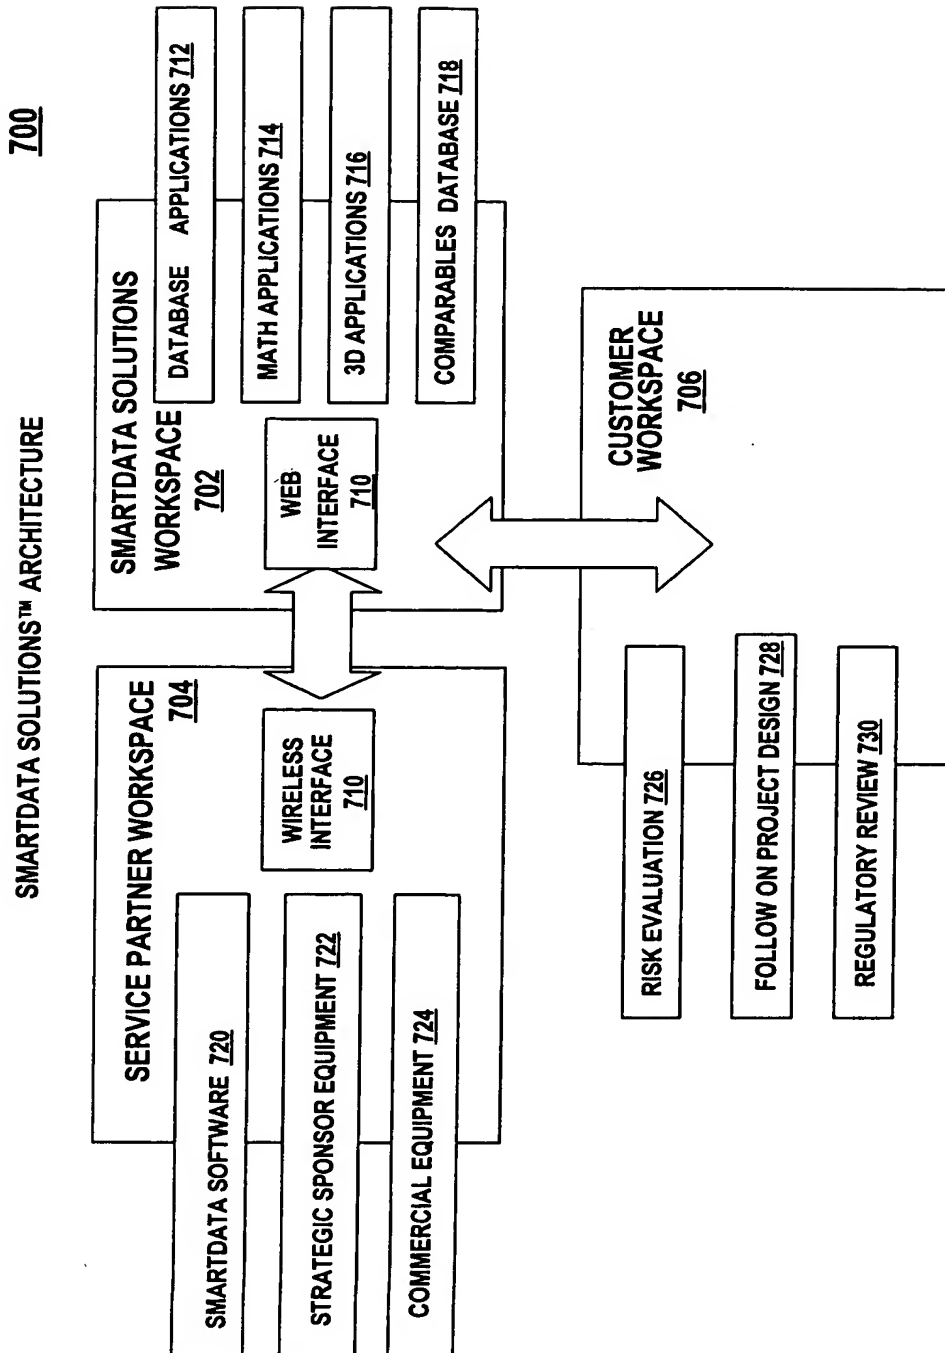 SMARTDATA SOLUTIONS™ ARCHITECTURE
700
SERVICE PARTNER WORKSPACE
704
WIRELESS
INTERFACE
710
SMARTDATA SOFTWARE 720
STRATEGIC SPONSOR EQUIPMENT 722
COMMERCIAL EQUIPMENT 724
SMARTDATA SOLUTIONS
WORKSPACE
702
WEB
INTERFACE
710
DATABASE APPLICATIONS 712
MATH APPLICATIONS 714
3D APPLICATIONS 716
COMPARABLES DATABASE 718
CUSTOMER
WORKSPACE
706
RISK EVALUATION 726
FOLLOW ON PROJECT DESIGN 728
REGULATORY REVIEW 730